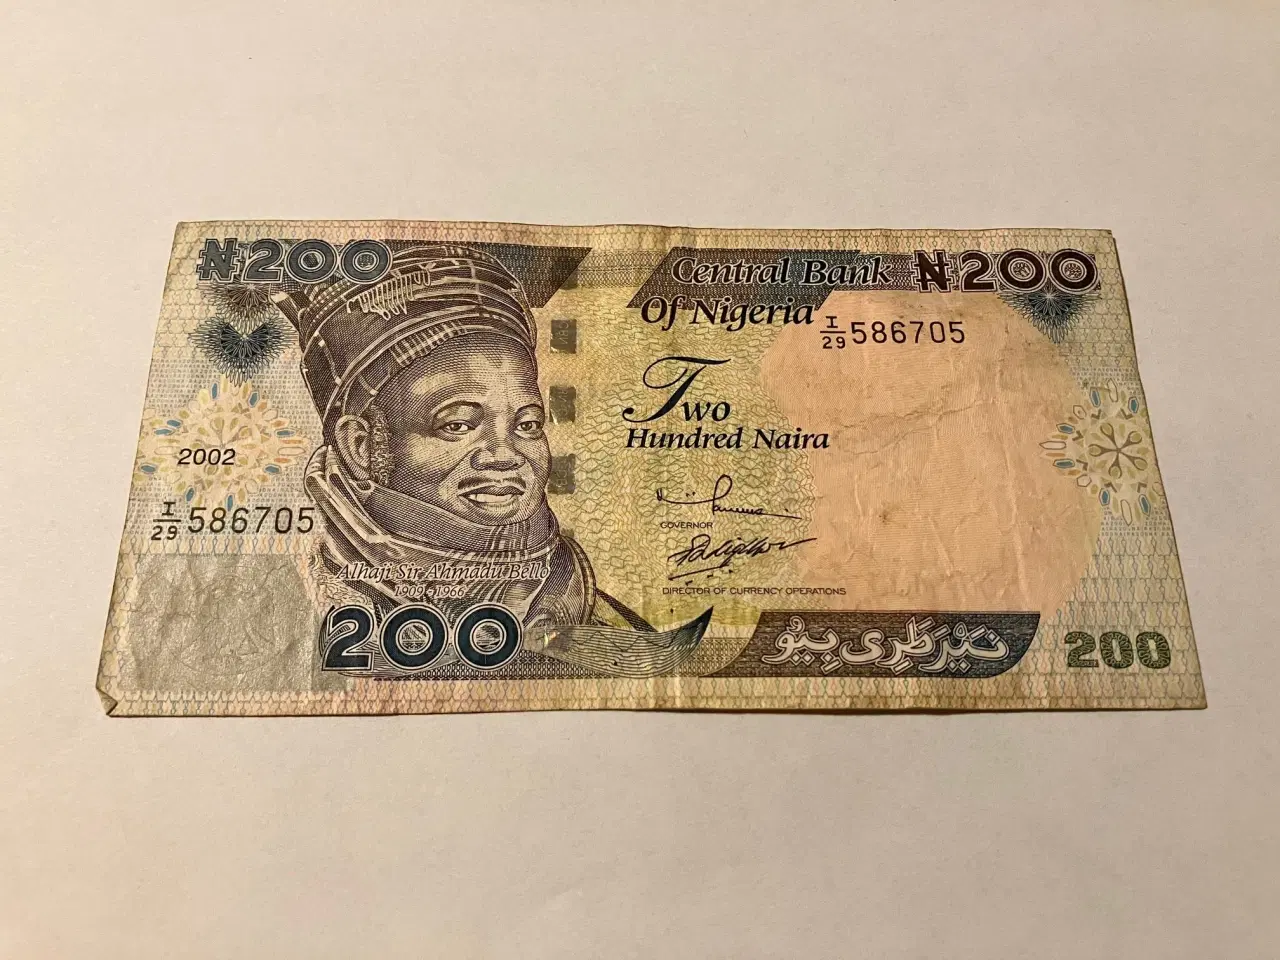 ₦200
Central Bank
Of Nigeria
₦200
I/29 586705
Two
Hundred Naira
2002
I/29 586705
GOVERNOR
Alhaji Sir Ahmadu Bello
1909 - 1966
DIRECTOR OF CURRENCY OPERATIONS
200
نَيْرَ طَرِى بِيُو
200